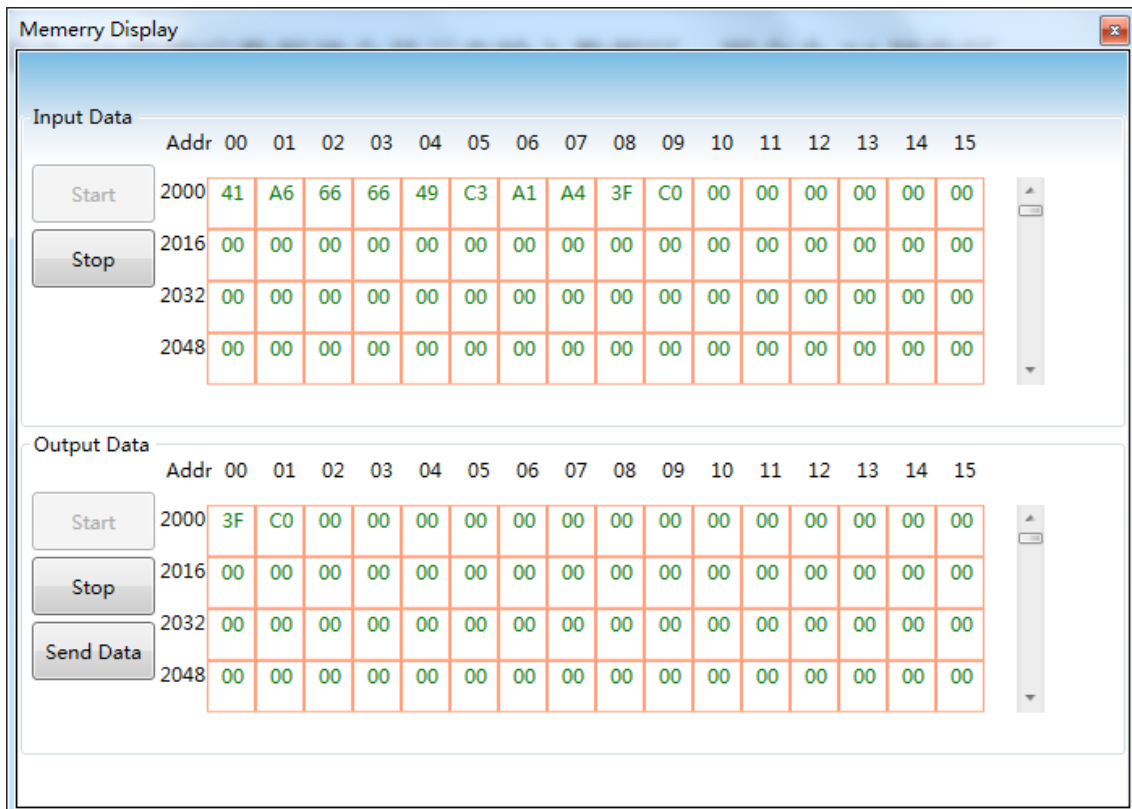 Memerry Display
Input Data
Addr 00 01 02 03 04 05 06 07 08 09 10 11 12 13 14 15
Start 2000 41 A6 66 66 49 C3 A1 A4 3F C0 00 00 00 00 00 00
Stop 2016 00 00 00 00 00 00 00 00 00 00 00 00 00 00 00 00
2032 00 00 00 00 00 00 00 00 00 00 00 00 00 00 00 00
2048 00 00 00 00 00 00 00 00 00 00 00 00 00 00 00 00
Output Data
Addr 00 01 02 03 04 05 06 07 08 09 10 11 12 13 14 15
Start 2000 3F C0 00 00 00 00 00 00 00 00 00 00 00 00 00 00
Stop 2016 00 00 00 00 00 00 00 00 00 00 00 00 00 00 00 00
2032 00 00 00 00 00 00 00 00 00 00 00 00 00 00 00 00
Send Data 2048 00 00 00 00 00 00 00 00 00 00 00 00 00 00 00 00